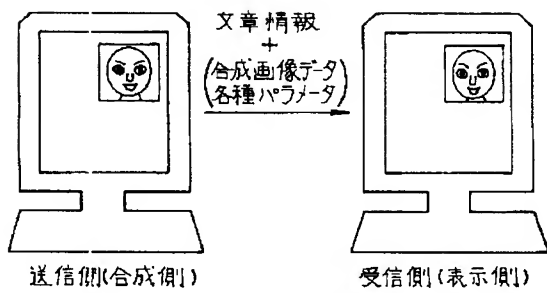 文章情報
+
(合成画像データ)
(各種パラメータ)
送信側(合成側)
受信側(表示側)